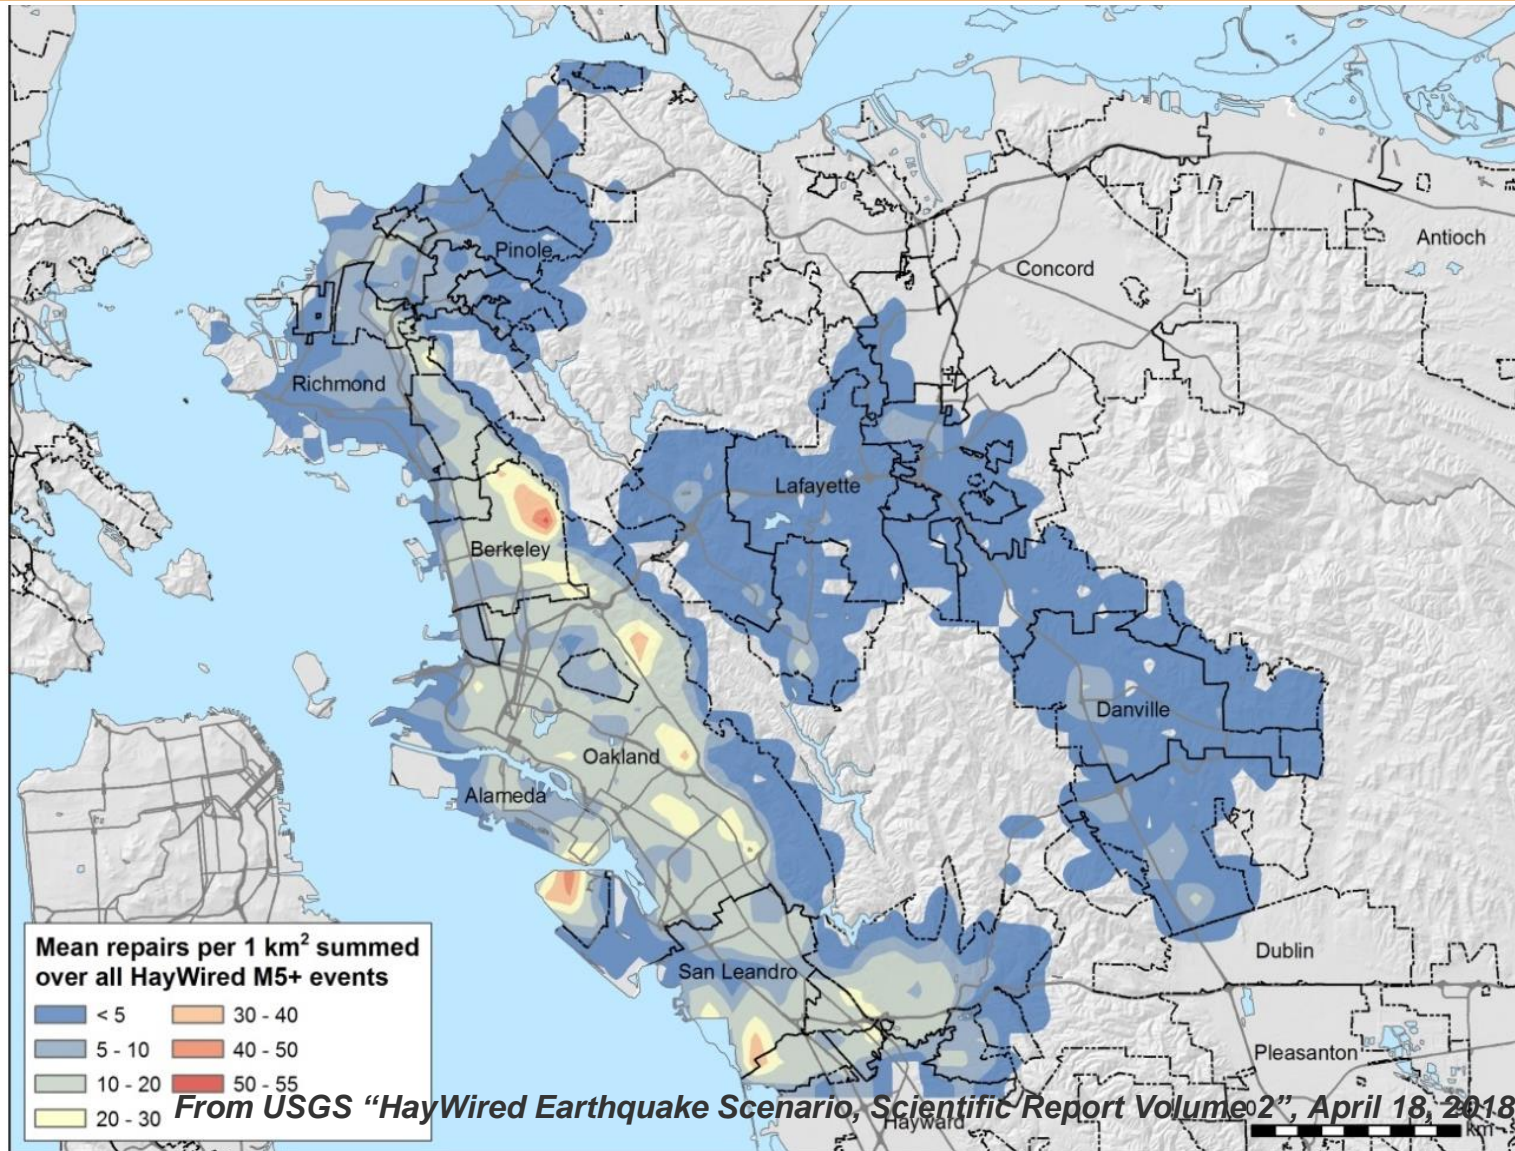 Pinole
Concord
Antioch
Richmond
Lafayette
Berkeley
Danville
Oakland
Alameda
San Leandro
Dublin
Pleasanton
Hayward
Mean repairs per 1 km² summed
over all HayWired M5+ events
< 5
30 - 40
5 - 10
40 - 50
10 - 20
50 - 55
20 - 30
From USGS “HayWired Earthquake Scenario, Scientific Report Volume 2”, April 18, 2018
0
km